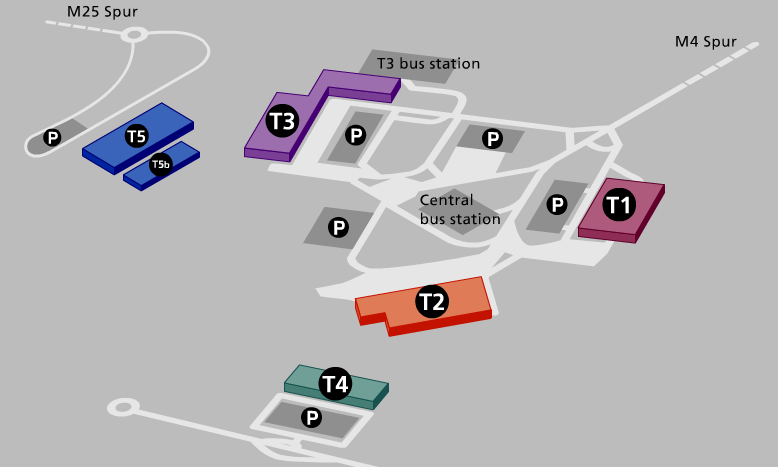 M25 Spur
M4 Spur
T3 bus station
T3
P
P
P
T5
T5b
P
T1
Central
bus station
P
T2
T4
P